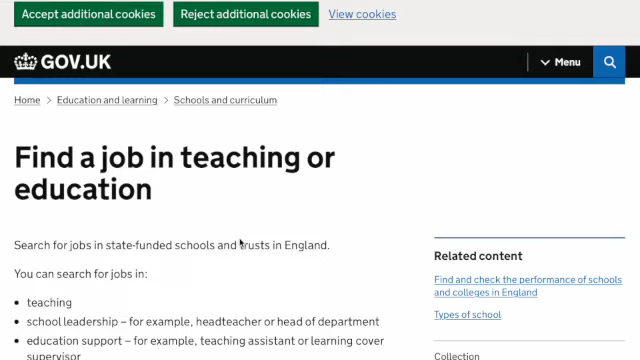 Accept additional cookies Reject additional cookies View cookies
GOV.UK Menu
Home Education and learning Schools and curriculum
Find a job in teaching or
education
Search for jobs in state-funded schools and trusts in England.
You can search for jobs in:
• teaching
• school leadership – for example, headteacher or head of department
• education support – for example, teaching assistant or learning cover
supervisor
Related content
Find and check the performance of schools
and colleges in England
Types of school
Collection